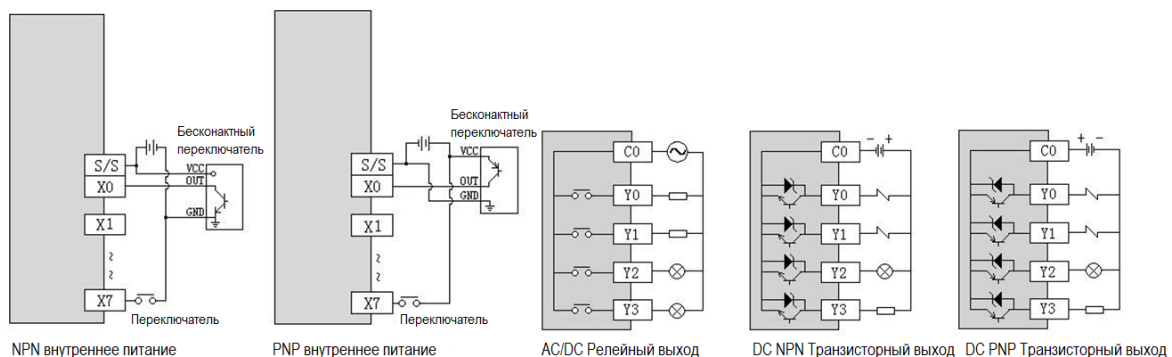 Бесконтактный
переключатель
S/S
VCC
X0
OUT
GND
X1
X7
Переключатель
NPN внутреннее питание
Бесконтактный
переключатель
VCC
S/S
X0
OUT
GND
X1
X7
Переключатель
PNP внутреннее питание
C0
Y0
Y1
Y2
Y3
AC/DC Релейный выход
− +
C0
Y0
Y1
Y2
Y3
DC NPN Транзисторный выход
+ −
C0
Y0
Y1
Y2
Y3
DC PNP Транзисторный выход